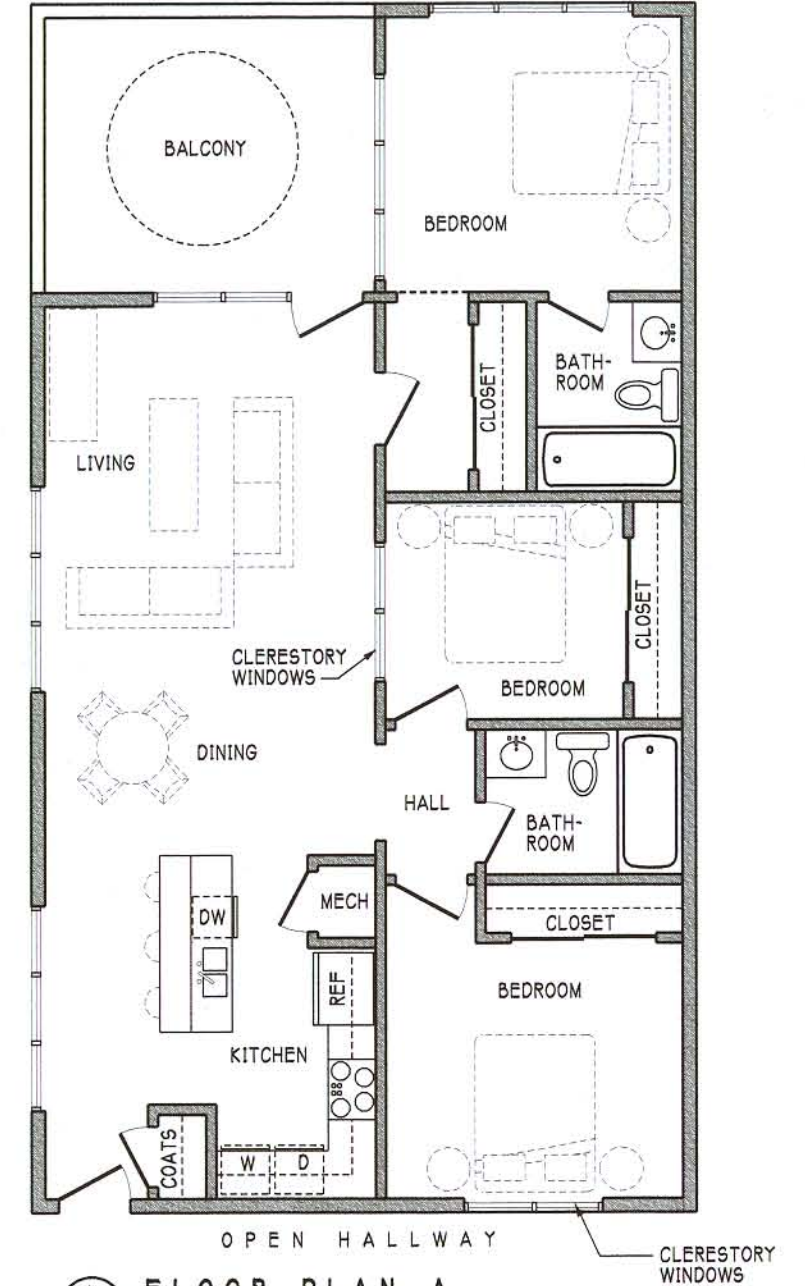 BALCONY
BEDROOM
BATH-
ROOM
CLOSET
LIVING
CLOSET
CLERESTORY
WINDOWS
BEDROOM
DINING
HALL
BATH-
ROOM
MECH
DW
CLOSET
REF
BEDROOM
KITCHEN
COATS
W
D
OPEN HALLWAY
CLERESTORY
WINDOWS
FLOOR PLAN A